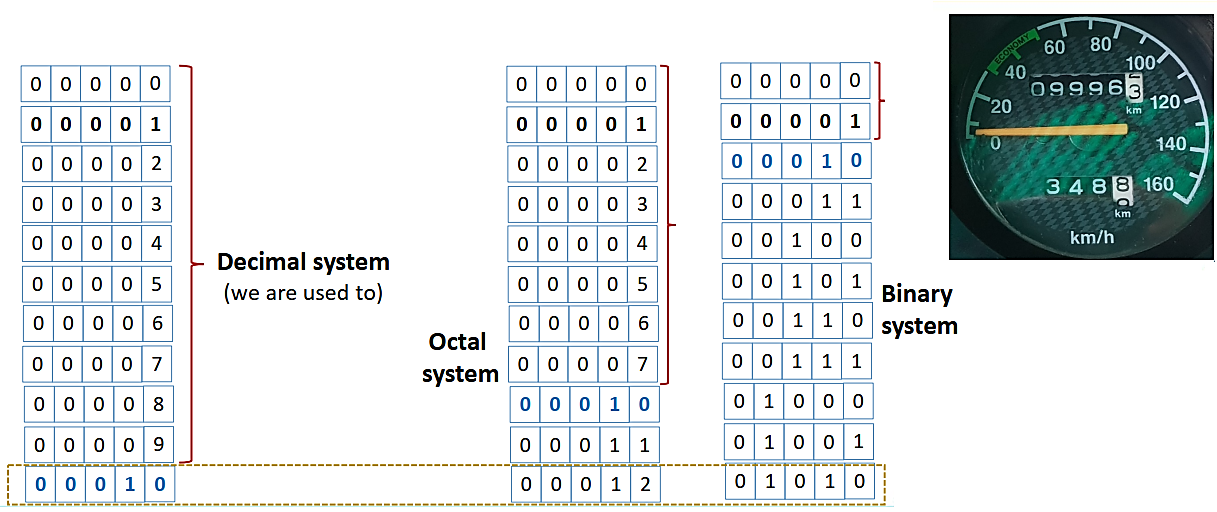 0 0 0 0 0
0 0 0 0 1
0 0 0 0 2
0 0 0 0 3
0 0 0 0 4
0 0 0 0 5
0 0 0 0 6
0 0 0 0 7
0 0 0 0 8
0 0 0 0 9
0 0 0 1 0
Decimal system
(we are used to)
0 0 0 0 0
0 0 0 0 1
0 0 0 0 2
0 0 0 0 3
0 0 0 0 4
0 0 0 0 5
0 0 0 0 6
0 0 0 0 7
0 0 0 1 0
0 0 0 1 1
0 0 0 1 2
Octal
system
0 0 0 0 0
0 0 0 0 1
0 0 0 1 0
0 0 0 1 1
0 0 1 0 0
0 0 1 0 1
0 0 1 1 0
0 0 1 1 1
0 1 0 0 0
0 1 0 0 1
0 1 0 1 0
Binary
system
ECONOMY
0
20
40
60
80
100
120
140
160
09996 3
km
348 8
km
km/h